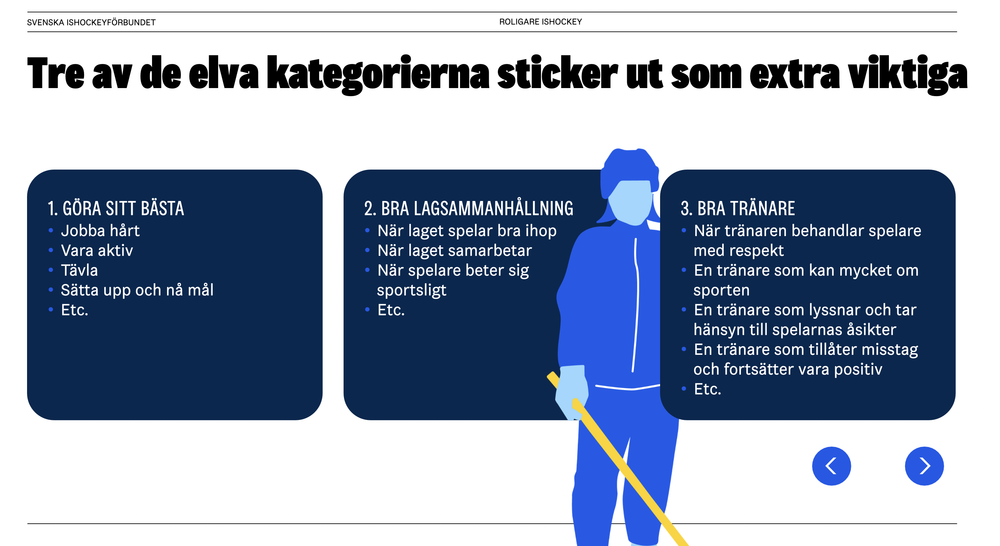 SVENSKA ISHOCKEYFÖRBUNDET
ROLIGARE ISHOCKEY
Tre av de elva kategorierna sticker ut som extra viktiga
1. GÖRA SITT BÄSTA
• Jobba hårt
• Vara aktiv
• Tävla
• Sätta upp och nå mål
• Etc.
2. BRA LAGSAMMANHÅLLNING
• När laget spelar bra ihop
• När laget samarbetar
• När spelare beter sig
sportsligt
• Etc.
3. BRA TRÄNARE
• När tränaren behandlar spelare
med respekt
• En tränare som kan mycket om
sporten
• En tränare som lyssnar och tar
hänsyn till spelarnas åsikter
• En tränare som tillåter misstag
och fortsätter vara positiv
• Etc.